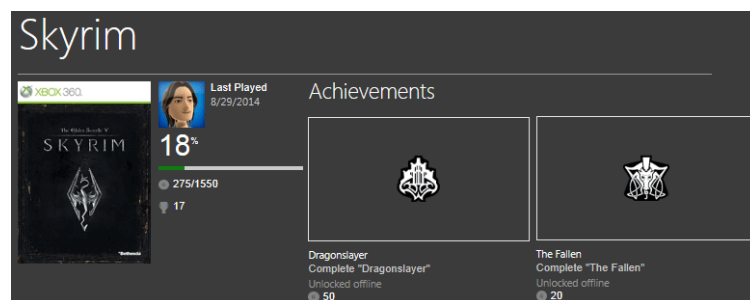 Skyrim
XBOX 360.
The Elder Scrolls V
SKYRIM
Bethesda
Last Played
8/29/2014
18%
275/1550
17
Achievements
Dragonslayer
Complete "Dragonslayer"
Unlocked offline
50
The Fallen
Complete "The Fallen"
Unlocked offline
20